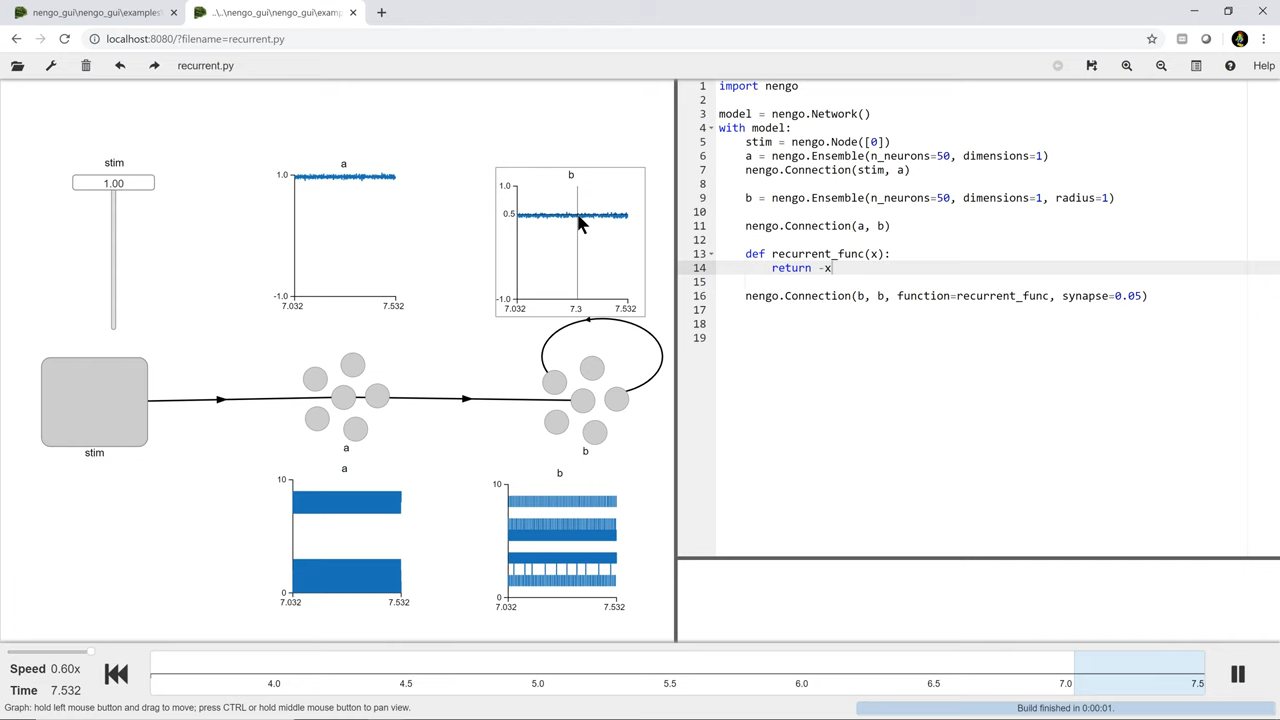 nengo_gui\nengo_gui\examples\
..\..\nengo_gui\nengo_gui\examp
localhost:8080/?filename=recurrent.py
recurrent.py
Help
stim
1.00
a
1.0
-1.0
7.032
7.532
b
1.0
0.5
-1.0
7.032
7.3
7.532
stim
a
b
a
10
0
7.032
7.532
b
10
0
7.032
7.532
1 import nengo
2
3 model = nengo.Network()
4 with model:
5 stim = nengo.Node([0])
6 a = nengo.Ensemble(n_neurons=50, dimensions=1)
7 nengo.Connection(stim, a)
8
9 b = nengo.Ensemble(n_neurons=50, dimensions=1, radius=1)
10
11 nengo.Connection(a, b)
12
13 def recurrent_func(x):
14 return -x
15
16 nengo.Connection(b, b, function=recurrent_func, synapse=0.05)
17
18
19
Speed 0.60x
Time 7.532
4.0 4.5 5.0 5.5 6.0 6.5 7.0 7.5
Graph: hold left mouse button and drag to move; press CTRL or hold middle mouse button to pan view.
Build finished in 0:00:01.